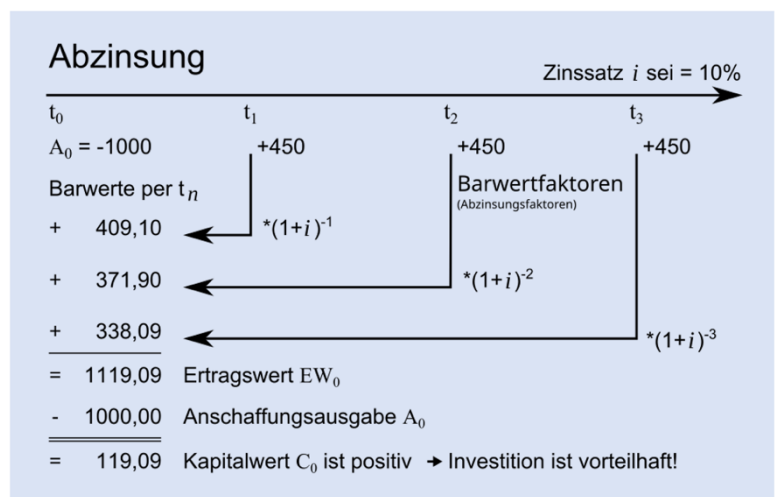 Abzinsung
Zinssatz i sei = 10%
t₀ t₁ t₂ t₃
A₀ = -1000 +450 +450 +450
Barwerte per tₙ Barwertfaktoren
(Abzinsungsfaktoren)
+ 409,10 *(1+i)⁻¹
+ 371,90 *(1+i)⁻²
+ 338,09 *(1+i)⁻³
= 1119,09 Ertragswert EW₀
- 1000,00 Anschaffungsausgabe A₀
= 119,09 Kapitalwert C₀ ist positiv → Investition ist vorteilhaft!